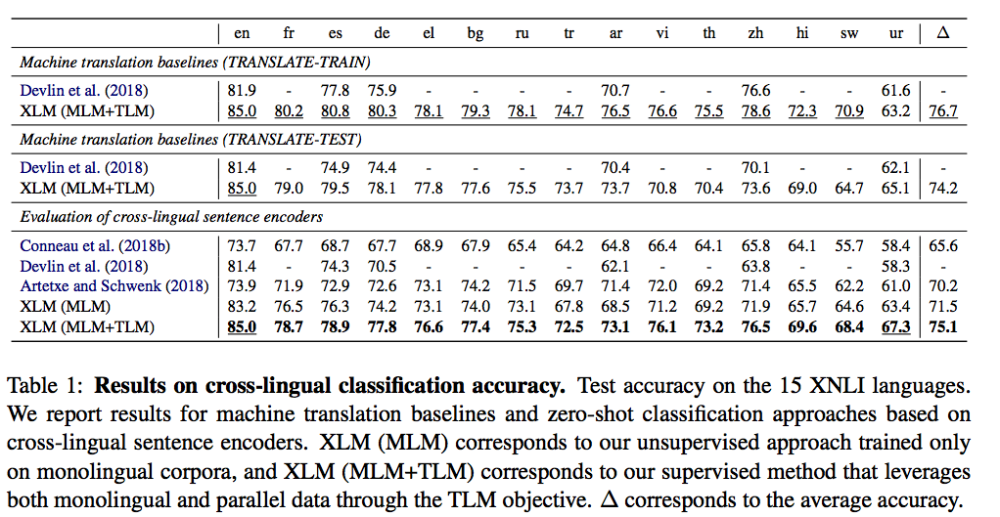 en fr es de el bg ru tr ar vi th zh hi sw ur Δ
Machine translation baselines (TRANSLATE-TRAIN)
Devlin et al. (2018) 81.9 - 77.8 75.9 - - - - 70.7 - - 76.6 - - 61.6 -
XLM (MLM+TLM) 85.0 80.2 80.8 80.3 78.1 79.3 78.1 74.7 76.5 76.6 75.5 78.6 72.3 70.9 63.2 76.7
Machine translation baselines (TRANSLATE-TEST)
Devlin et al. (2018) 81.4 - 74.9 74.4 - - - - 70.4 - - 70.1 - - 62.1 -
XLM (MLM+TLM) 85.0 79.0 79.5 78.1 77.8 77.6 75.5 73.7 73.7 70.8 70.4 73.6 69.0 64.7 65.1 74.2
Evaluation of cross-lingual sentence encoders
Conneau et al. (2018b) 73.7 67.7 68.7 67.7 68.9 67.9 65.4 64.2 64.8 66.4 64.1 65.8 64.1 55.7 58.4 65.6
Devlin et al. (2018) 81.4 - 74.3 70.5 - - - - 62.1 - - 63.8 - - 58.3 -
Artetxe and Schwenk (2018) 73.9 71.9 72.9 72.6 73.1 74.2 71.5 69.7 71.4 72.0 69.2 71.4 65.5 62.2 61.0 70.2
XLM (MLM) 83.2 76.5 76.3 74.2 73.1 74.0 73.1 67.8 68.5 71.2 69.2 71.9 65.7 64.6 63.4 71.5
XLM (MLM+TLM) 85.0 78.7 78.9 77.8 76.6 77.4 75.3 72.5 73.1 76.1 73.2 76.5 69.6 68.4 67.3 75.1
Table 1: Results on cross-lingual classification accuracy. Test accuracy on the 15 XNLI languages.
We report results for machine translation baselines and zero-shot classification approaches based on
cross-lingual sentence encoders. XLM (MLM) corresponds to our unsupervised approach trained only
on monolingual corpora, and XLM (MLM+TLM) corresponds to our supervised method that leverages
both monolingual and parallel data through the TLM objective. Δ corresponds to the average accuracy.